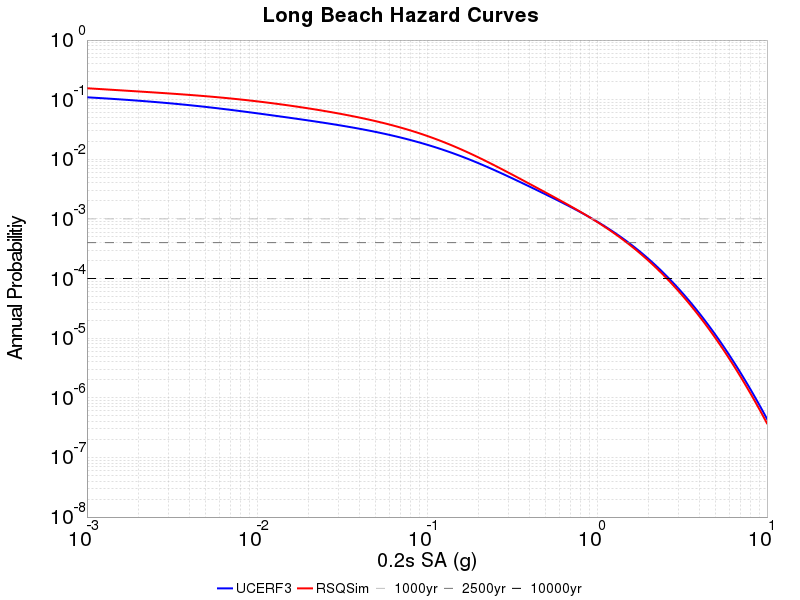 Long Beach Hazard Curves
Annual Probabilitiy
10^0
10^-1
10^-2
10^-3
10^-4
10^-5
10^-6
10^-7
10^-8
10^-3 10^-2 10^-1 10^0 10^1
0.2s SA (g)
UCERF3 RSQSim 1000yr 2500yr 10000yr